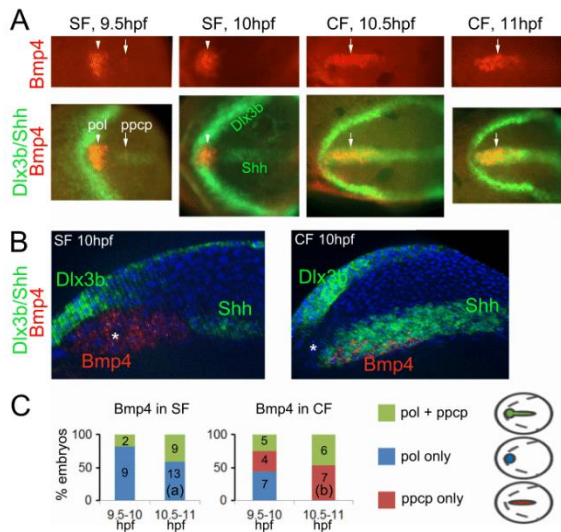 A
SF, 9.5hpf SF, 10hpf CF, 10.5hpf CF, 11hpf
Bmp4
Dlx3b/Shh
Bmp4
pol ppcp
Dlx3b
Shh
B
SF 10hpf CF 10hpf
Dlx3b/Shh
Bmp4
Dlx3b Dlx3b
Shh Shh
* *
Bmp4 Bmp4
C
Bmp4 in SF Bmp4 in CF
% embryos
100 100
50 50
0 0
2 9 5 6
9 13 4 7
(a) 7 (b)
9.5-10 10.5-11 9.5-10 10.5-11
hpf hpf hpf hpf
pol + ppcp
pol only
ppcp only